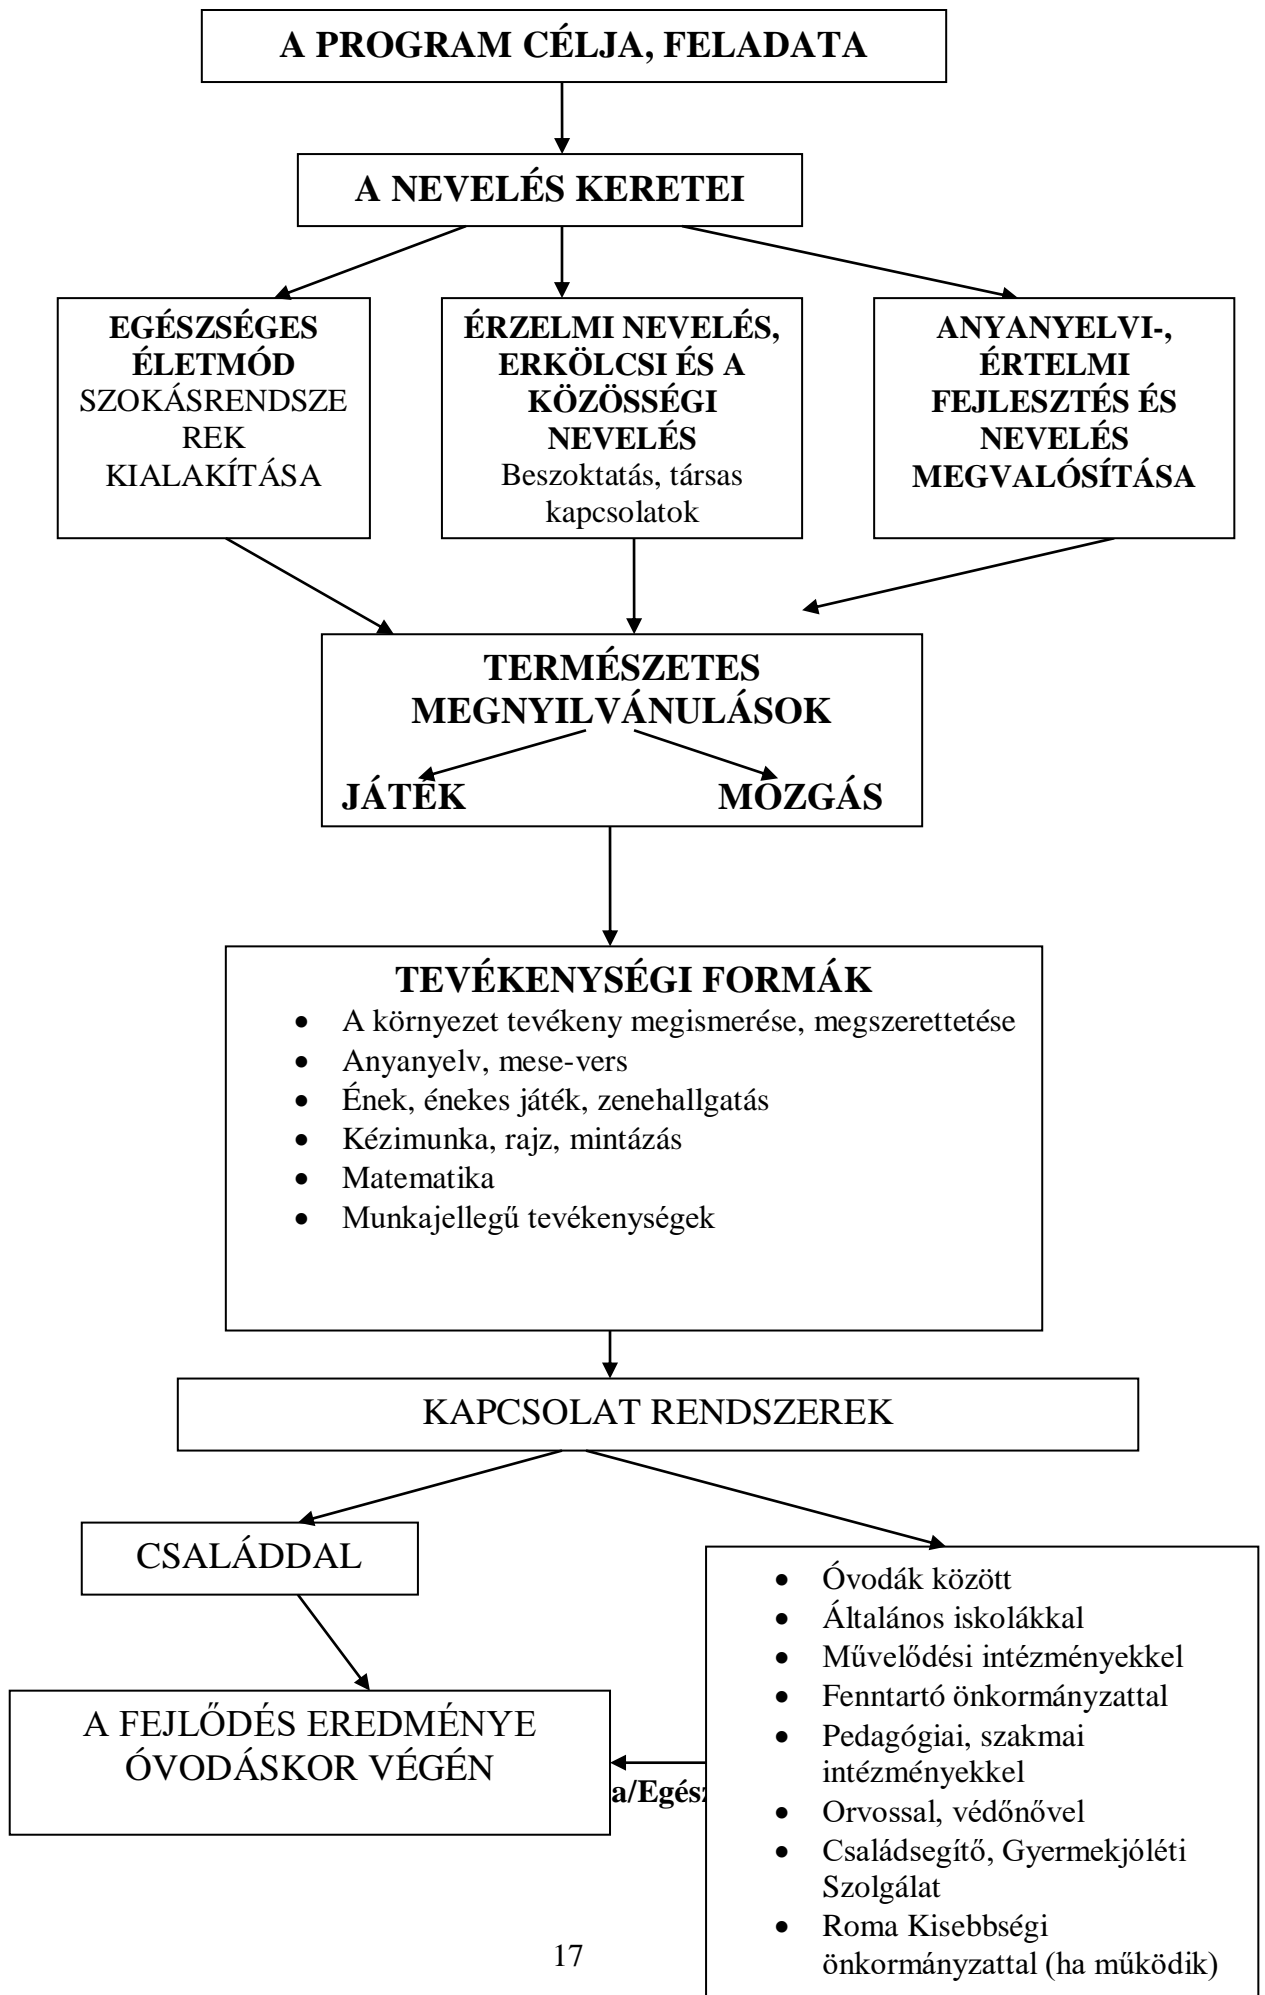 A PROGRAM CÉLJA, FELADATA
A NEVELÉS KERETEI
EGÉSZSÉGES
ÉLETMÓD
SZOKÁSRENDSZE
REK
KIALAKÍTÁSA
ÉRZELMI NEVELÉS,
ERKÖLCSI ÉS A
KÖZÖSSÉGI
NEVELÉS
Beszoktatás, társas
kapcsolatok
ANYANYELVI-,
ÉRTELMI
FEJLESZTÉS ÉS
NEVELÉS
MEGVALÓSÍTÁSA
TERMÉSZETES
MEGNYILVÁNULÁSOK
JÁTÉK MOZGÁS
TEVÉKENYSÉGI FORMÁK
• A környezet tevékeny megismerése, megszerettetése
• Anyanyelv, mese-vers
• Ének, énekes játék, zenehallgatás
• Kézimunka, rajz, mintázás
• Matematika
• Munkajellegű tevékenységek
KAPCSOLAT RENDSZEREK
CSALÁDDAL
• Óvodák között
• Általános iskolákkal
• Művelődési intézményekkel
• Fenntartó önkormányzattal
• Pedagógiai, szakmai
intézményekkel
• Orvossal, védőnővel
• Családsegítő, Gyermekjóléti
Szolgálat
• Roma Kisebbségi
önkormányzattal (ha működik)
A FEJLŐDÉS EREDMÉNYE
ÓVODÁSKOR VÉGÉN
a/Egész
17